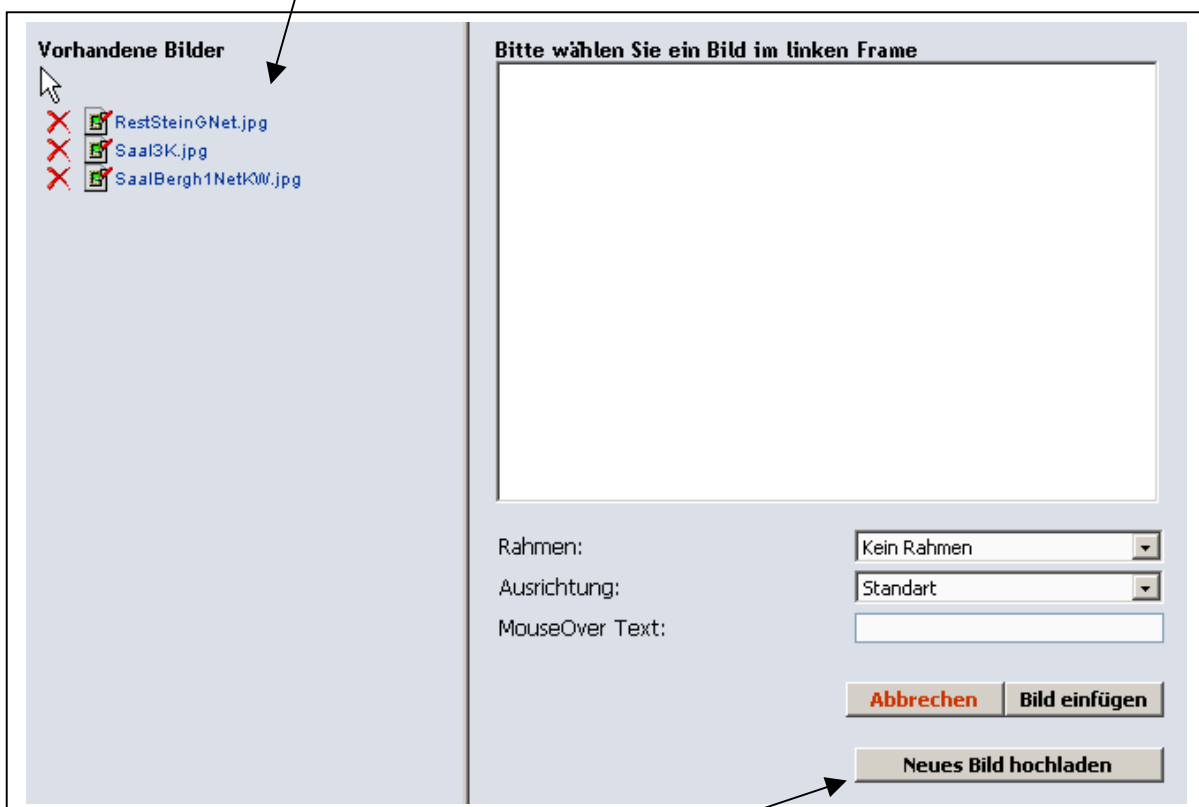 Vorhandene Bilder
RestSteinGNet.jpg
Saal3K.jpg
SaalBergh1NetKW.jpg
Bitte wählen Sie ein Bild im linken Frame
Rahmen:
Kein Rahmen
Ausrichtung:
Standart
MouseOver Text:
Abbrechen
Bild einfügen
Neues Bild hochladen